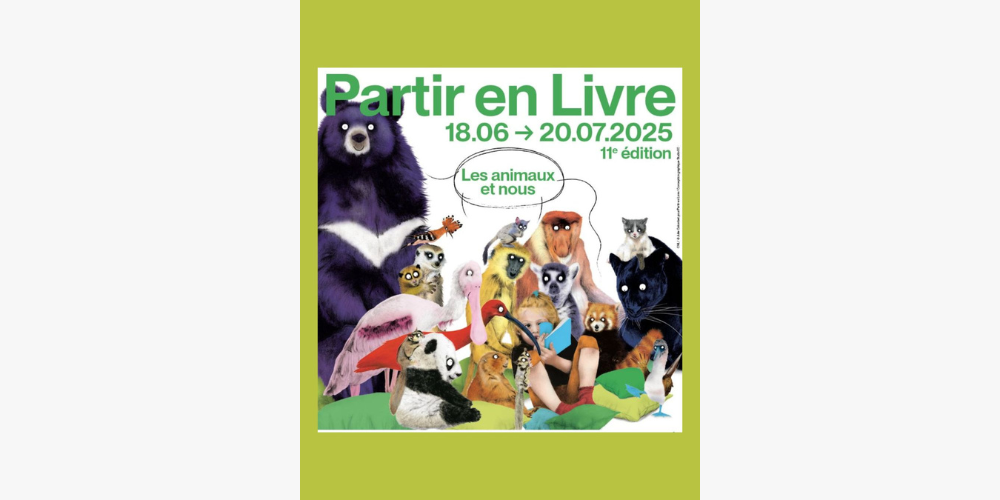 Partir en Livre
18.06 → 20.07.2025
11e édition
Les animaux
et nous